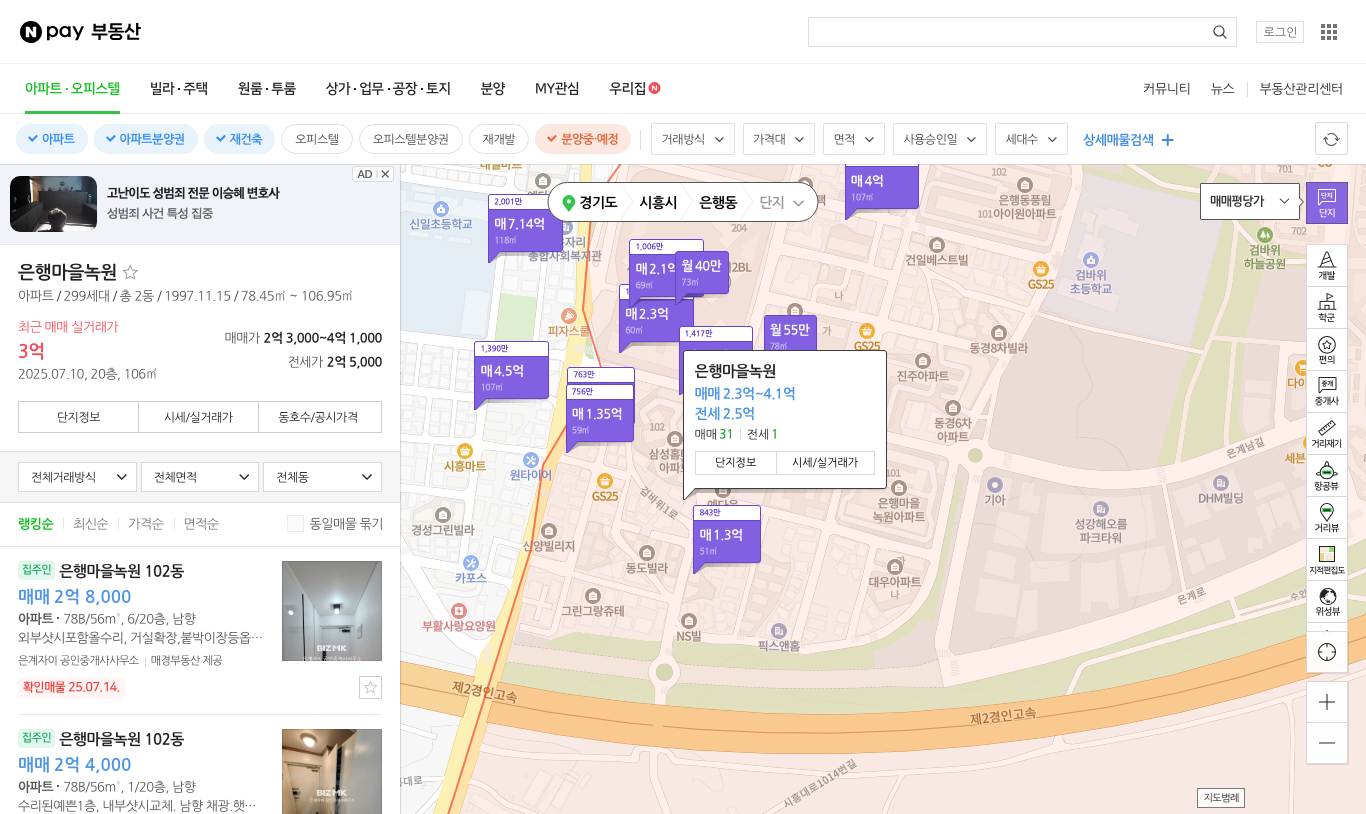 N pay 부동산
로그인
아파트·오피스텔 빌라·주택 원룸·투룸 상가·업무·공장·토지 분양 MY관심 우리집 N
커뮤니티 뉴스 부동산관리센터
아파트 아파트분양권 재건축 오피스텔 오피스텔분양권 재개발 분양중·예정 거래방식 가격대 면적 사용승인일 세대수 상세매물검색
AD
고난이도 성범죄 전문 이승혜 변호사
성범죄 사건 특성 집중
은행마을녹원
아파트 / 299세대 / 총 2동 / 1997.11.15 / 78.45㎡ ~ 106.95㎡
최근 매매 실거래가
3억
2025.07.10, 20층, 106㎡
매매가 2억 3,000~4억 1,000
전세가 2억 5,000
단지정보 시세/실거래가 동호수/공시가격
전체거래방식 전체면적 전체동
랭킹순 최신순 가격순 면적순 동일매물 묶기
집주인 은행마을녹원 102동
매매 2억 8,000
아파트 · 78B/56m², 6/20층, 남향
외부샷시포함올수리, 거실확장,붙박이장등옵…
은계자이 공인중개사사무소 매경부동산 제공
확인매물 25.07.14.
BIZMK
집주인 은행마을녹원 102동
매매 2억 4,000
아파트 · 78B/56m², 1/20층, 남향
수리된예쁜1층, 내부샷시교체. 남향 채광.햇…
BIZMK
경기도 시흥시 은행동 단지
매매평당가
단지
단지
개발
학군
편의
중개
중개사
거리재기
항공뷰
거리뷰
지적편집도
위성뷰
지도범례
매 4억
107㎡
2,001만
매 7.14억
118㎡
1,006만
매 2.1억
69㎡
월 40만
73㎡
매 2.3억
60㎡
1,417만
월 55만
78㎡
1,390만
매 4.5억
107㎡
763만
756만
매 1.35억
59㎡
은행마을녹원
매매 2.3억~4.1억
전세 2.5억
매매 31 전세 1
단지정보 시세/실거래가
843만
매 1.3억
51㎡
신일초등학교
종합사회복지관
204
102
은행동풍림
101아이원아파트
검바위
하늘공원
건일베스트빌
검바위
초등학교
GS25
나
가
피자스쿨
GS25
동경8차빌라
진주아파트
동경6차
아파트
시흥마트
원타이어
GS25
102
검바위1로
은행마을
녹원아파트
기아
DHM빌딩
은계남길
성강해오름
파크타워
경성그린빌라
신양빌리지
카포스
동도빌라
대우아파트
나
그린그랑쥬테
부활사랑요양원
NS빌
픽스앤홈
은계로
제2경인고속
제2경인고속
시흥대로1014번길